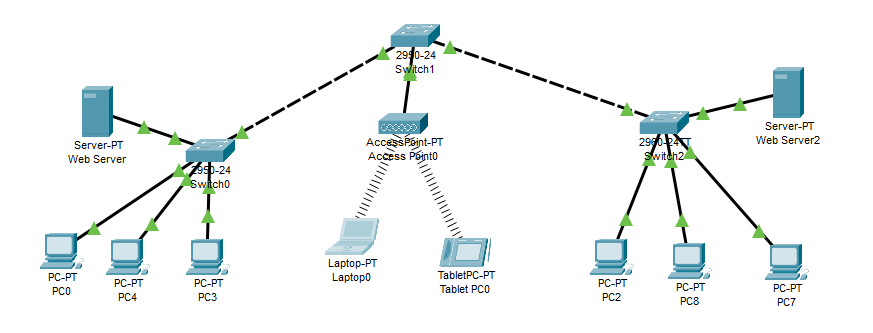 2950-24
Switch1
Server-PT
Web Server
2950-24
Switch0
AccessPoint-PT
Access Point0
2960-24TT
Switch2
Server-PT
Web Server2
PC-PT
PC0
PC-PT
PC4
PC-PT
PC3
Laptop-PT
Laptop0
TabletPC-PT
Tablet PC0
PC-PT
PC2
PC-PT
PC8
PC-PT
PC7